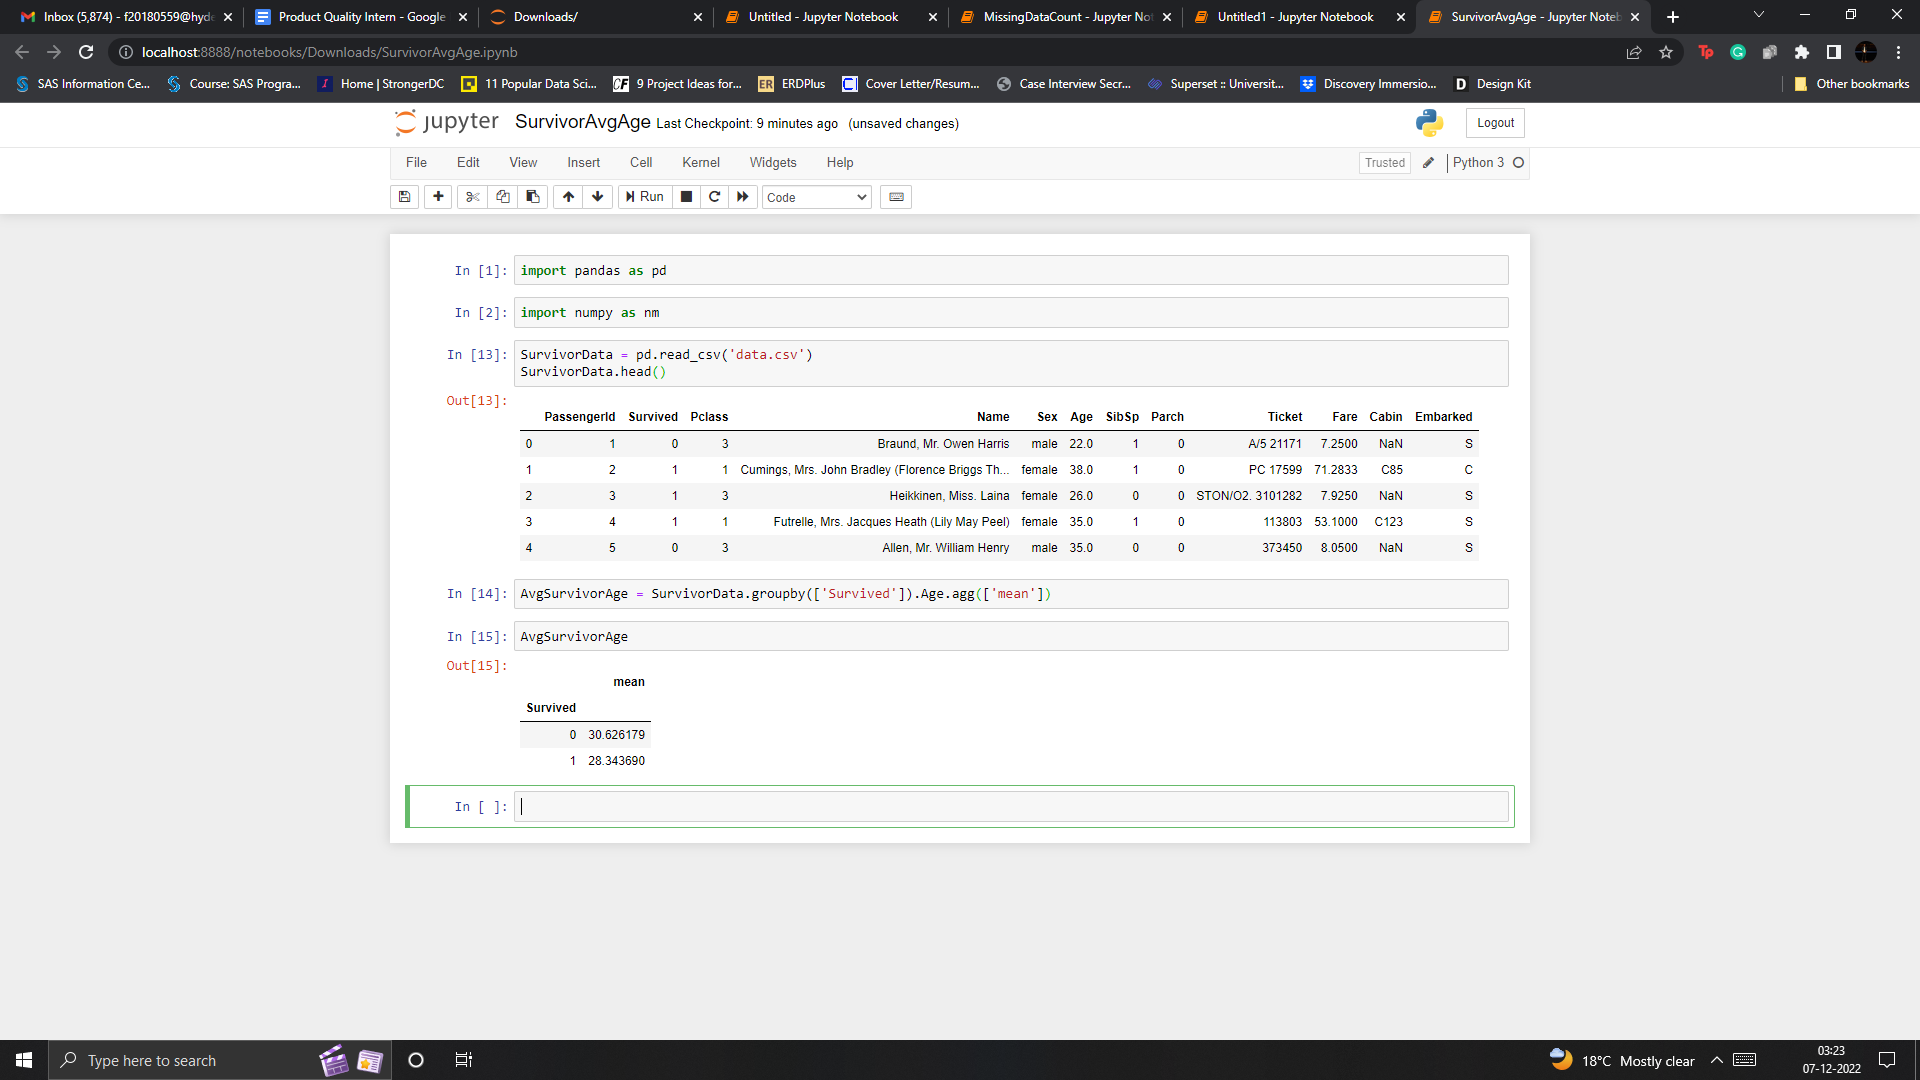 Inbox (5,874) - f20180559@hyde
Product Quality Intern - Google
Downloads/
Untitled - Jupyter Notebook
MissingDataCount - Jupyter Not
Untitled1 - Jupyter Notebook
SurvivorAvgAge - Jupyter Noteb
localhost:8888/notebooks/Downloads/SurvivorAvgAge.ipynb
SAS Information Ce...
Course: SAS Progra...
Home | StrongerDC
11 Popular Data Sci...
9 Project Ideas for...
ERDPlus
Cover Letter/Resum...
Case Interview Secr...
Superset :: Universit...
Discovery Immersio...
Design Kit
Other bookmarks
jupyter SurvivorAvgAge Last Checkpoint: 9 minutes ago (unsaved changes)
Logout
File Edit View Insert Cell Kernel Widgets Help
Trusted Python 3
Run Code
In [1]: import pandas as pd
In [2]: import numpy as nm
In [13]: SurvivorData = pd.read_csv('data.csv')
SurvivorData.head()
Out[13]:
PassengerId Survived Pclass Name Sex Age SibSp Parch Ticket Fare Cabin Embarked
0 1 0 3 Braund, Mr. Owen Harris male 22.0 1 0 A/5 21171 7.2500 NaN S
1 2 1 1 Cumings, Mrs. John Bradley (Florence Briggs Th... female 38.0 1 0 PC 17599 71.2833 C85 C
2 3 1 3 Heikkinen, Miss. Laina female 26.0 0 0 STON/O2. 3101282 7.9250 NaN S
3 4 1 1 Futrelle, Mrs. Jacques Heath (Lily May Peel) female 35.0 1 0 113803 53.1000 C123 S
4 5 0 3 Allen, Mr. William Henry male 35.0 0 0 373450 8.0500 NaN S
In [14]: AvgSurvivorAge = SurvivorData.groupby(['Survived']).Age.agg(['mean'])
In [15]: AvgSurvivorAge
Out[15]:
mean
Survived
0 30.626179
1 28.343690
In [ ]:
Type here to search
18°C Mostly clear
03:23
07-12-2022